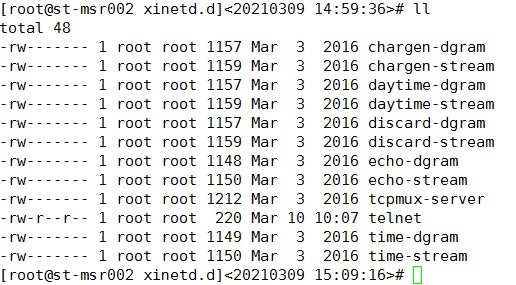 [root@st-msr002 xinetd.d]<20210309 14:59:36># ll
total 48
-rw------- 1 root root 1157 Mar  3  2016 chargen-dgram
-rw------- 1 root root 1159 Mar  3  2016 chargen-stream
-rw------- 1 root root 1157 Mar  3  2016 daytime-dgram
-rw------- 1 root root 1159 Mar  3  2016 daytime-stream
-rw------- 1 root root 1157 Mar  3  2016 discard-dgram
-rw------- 1 root root 1159 Mar  3  2016 discard-stream
-rw------- 1 root root 1148 Mar  3  2016 echo-dgram
-rw------- 1 root root 1150 Mar  3  2016 echo-stream
-rw------- 1 root root 1212 Mar  3  2016 tcpmux-server
-rw-r--r-- 1 root root  220 Mar 10 10:07 telnet
-rw------- 1 root root 1149 Mar  3  2016 time-dgram
-rw------- 1 root root 1150 Mar  3  2016 time-stream
[root@st-msr002 xinetd.d]<20210309 15:09:16>#